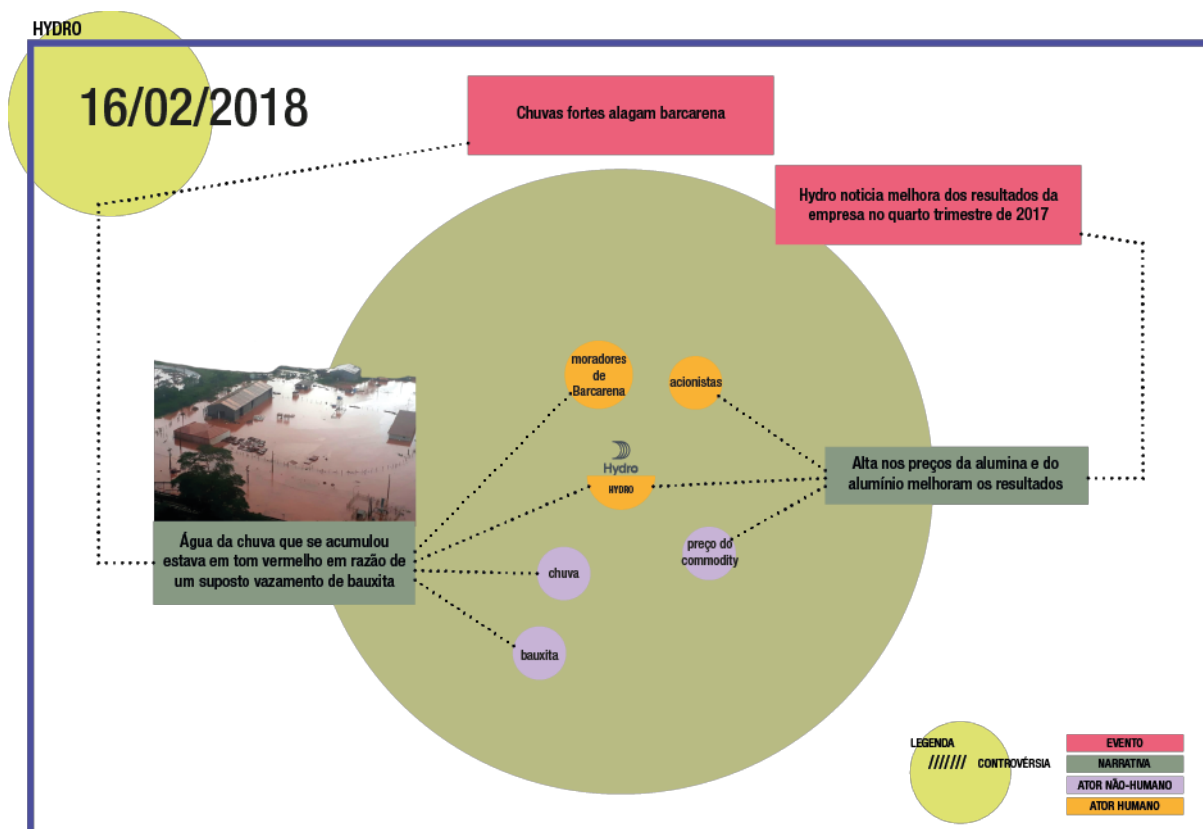 HYDRO
16/02/2018
Chuvas fortes alagam barcarena
Hydro noticia melhora dos resultados da
empresa no quarto trimestre de 2017
moradores
de
Barcarena
acionistas
Hydro
HYDRO
Alta nos preços da alumina e do
alumínio melhoram os resultados
Água da chuva que se acumulou
estava em tom vermelho em razão de
um suposto vazamento de bauxita
preço do
commodity
chuva
bauxita
LEGENDA
/////// CONTROVÉRSIA
EVENTO
NARRATIVA
ATOR NÃO-HUMANO
ATOR HUMANO